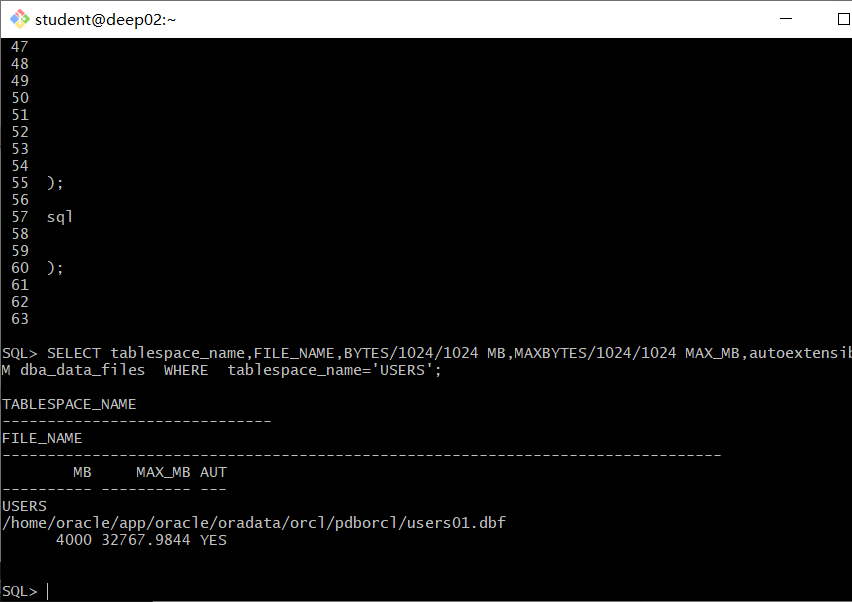 student@deep02:~
47
48
49
50
51
52
53
54
55 );
56
57 sql
58
59
60 );
61
62
63
SQL> SELECT tablespace_name,FILE_NAME,BYTES/1024/1024 MB,MAXBYTES/1024/1024 MAX_MB,autoextensib
M dba_data_files  WHERE  tablespace_name='USERS';
TABLESPACE_NAME
------------------------------
FILE_NAME
--------------------------------------------------------------------------------
        MB     MAX_MB AUT
---------- ---------- ---
USERS
/home/oracle/app/oracle/oradata/orcl/pdborcl/users01.dbf
      4000 32767.9844 YES
SQL>